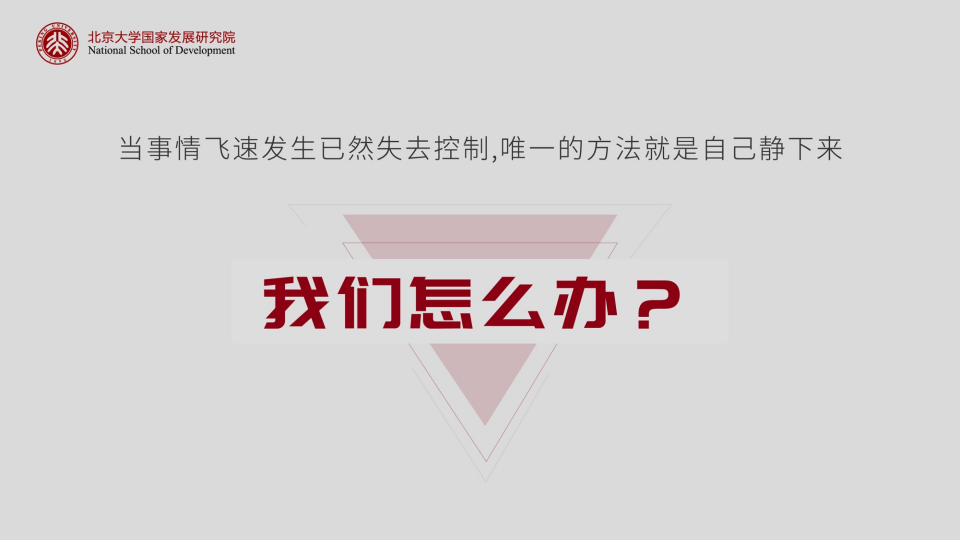 北京大学国家发展研究院
National School of Development
当事情飞速发生已然失去控制,唯一的方法就是自己静下来
我们怎么办？